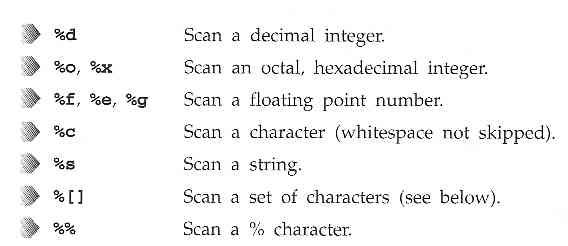 %d Scan a decimal integer.
%o, %x Scan an octal, hexadecimal integer.
%f, %e, %g Scan a floating point number.
%c Scan a character (whitespace not skipped).
%s Scan a string.
%[] Scan a set of characters (see below).
%% Scan a % character.